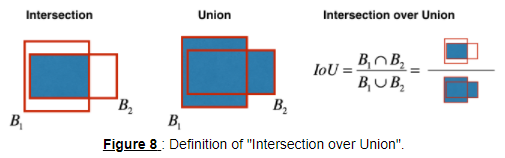 Intersection
Union
Intersection over Union
B₁
B₂
B₁
B₂
IoU = B₁ ∩ B₂ / B₁ ∪ B₂ =
Figure 8 : Definition of "Intersection over Union".